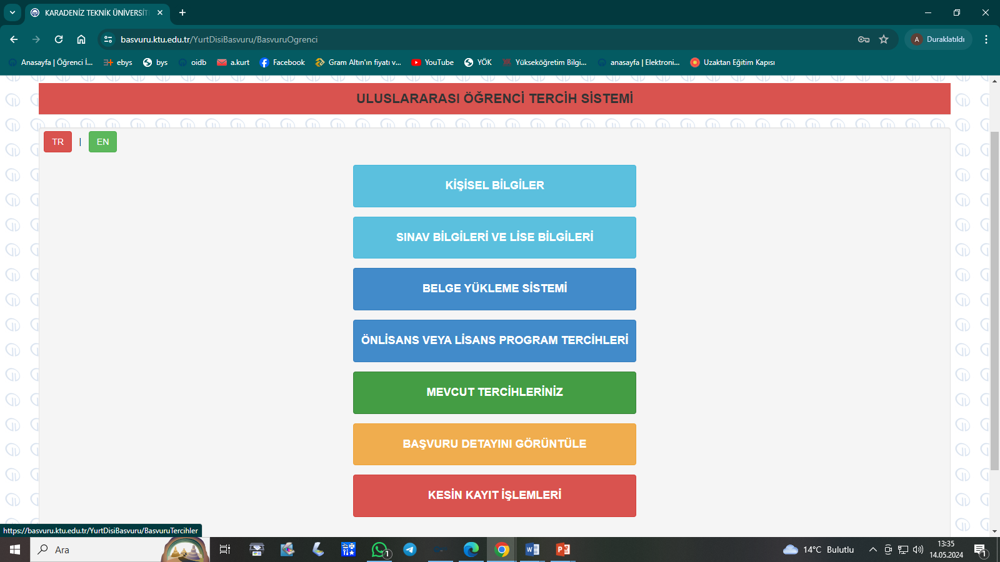 KARADENİZ TEKNİK ÜNİVERSİTE
basvuru.ktu.edu.tr/YurtDisiBasvuru/BasvuruOgrenci
A Duraklatıldı
Anasayfa | Öğrenci İ... ebys bys oidb a.kurt Facebook Gram Altın'ın fiyatı v... YouTube YÖK Yükseköğretim Bilgi... anasayfa | Elektroni... Uzaktan Eğitim Kapısı
ULUSLARARASI ÖĞRENCİ TERCİH SİSTEMİ
TR | EN
KİŞİSEL BİLGİLER
SINAV BİLGİLERİ VE LİSE BİLGİLERİ
BELGE YÜKLEME SİSTEMİ
ÖNLİSANS VEYA LİSANS PROGRAM TERCİHLERİ
MEVCUT TERCİHLERİNİZ
BAŞVURU DETAYINI GÖRÜNTÜLE
KESİN KAYIT İŞLEMLERİ
https://basvuru.ktu.edu.tr/YurtDisiBasvuru/BasvuruTercihler
Ara
1
14°C Bulutlu
13:35
14.05.2024
1